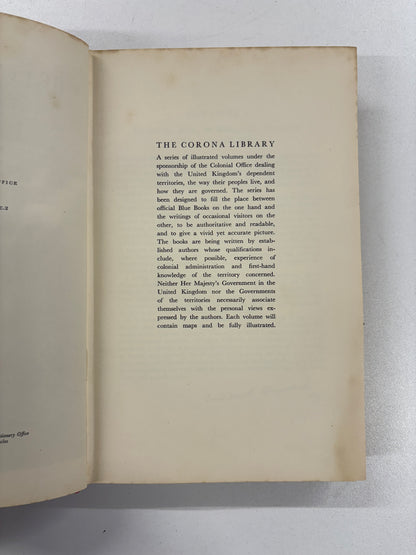 THE CORONA LIBRARY
A series of illustrated volumes under the
sponsorship of the Colonial Office dealing
with the United Kingdom's dependent
territories, the way their peoples live, and
how they are governed. The series has
been designed to fill the place between
official Blue Books on the one hand and
the writings of occasional visitors on the
other, to be authoritative and readable,
and to give a vivid yet accurate picture.
The books are being written by estab-
lished authors whose qualifications in-
clude, where possible, experience of
colonial administration and first-hand
knowledge of the territory concerned.
Neither Her Majesty's Government in the
United Kingdom nor the Governments
of the territories necessarily associate
themselves with the personal views ex-
pressed by the authors. Each volume will
contain maps and be fully illustrated.
Office